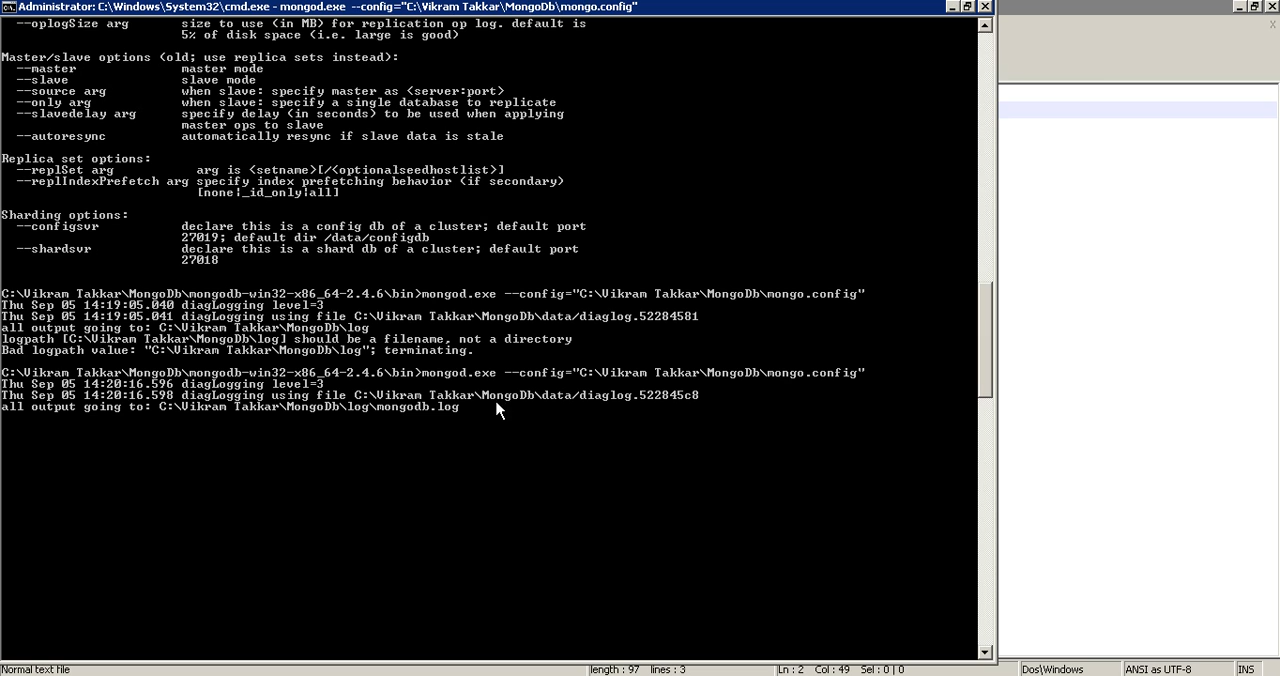 Administrator: C:\Windows\System32\cmd.exe - mongod.exe --config="C:\Vikram Takkar\MongoDb\mongo.config"
--oplogSize arg size to use (in MB) for replication op log. default is
5% of disk space (i.e. large is good)
Master/slave options (old; use replica sets instead):
--master master mode
--slave slave mode
--source arg when slave: specify master as <server:port>
--only arg when slave: specify a single database to replicate
--slavedelay arg specify delay (in seconds) to be used when applying
master ops to slave
--autoresync automatically resync if slave data is stale
Replica set options:
--replSet arg arg is <setname>[/<optionalseedhostlist>]
--replIndexPrefetch arg specify index prefetching behavior (if secondary)
[none|_id_only|all]
Sharding options:
--configsvr declare this is a config db of a cluster; default port
27019; default dir /data/configdb
--shardsvr declare this is a shard db of a cluster; default port
27018
C:\Vikram Takkar\MongoDb\mongodb-win32-x86_64-2.4.6\bin>mongod.exe --config="C:\Vikram Takkar\MongoDb\mongo.config"
Thu Sep 05 14:19:05.040 diagLogging level=3
Thu Sep 05 14:19:05.041 diagLogging using file C:\Vikram Takkar\MongoDb\data/diaglog.52284581
all output going to: C:\Vikram Takkar\MongoDb\log
logpath [C:\Vikram Takkar\MongoDb\log] should be a filename, not a directory
Bad logpath value: "C:\Vikram Takkar\MongoDb\log"; terminating.
C:\Vikram Takkar\MongoDb\mongodb-win32-x86_64-2.4.6\bin>mongod.exe --config="C:\Vikram Takkar\MongoDb\mongo.config"
Thu Sep 05 14:20:16.596 diagLogging level=3
Thu Sep 05 14:20:16.598 diagLogging using file C:\Vikram Takkar\MongoDb\data/diaglog.522845c8
all output going to: C:\Vikram Takkar\MongoDb\log\mongodb.log
Normal text file length : 97 lines : 3 Ln : 2 Col : 49 Sel : 0 | 0 Dos\Windows ANSI as UTF-8 INS